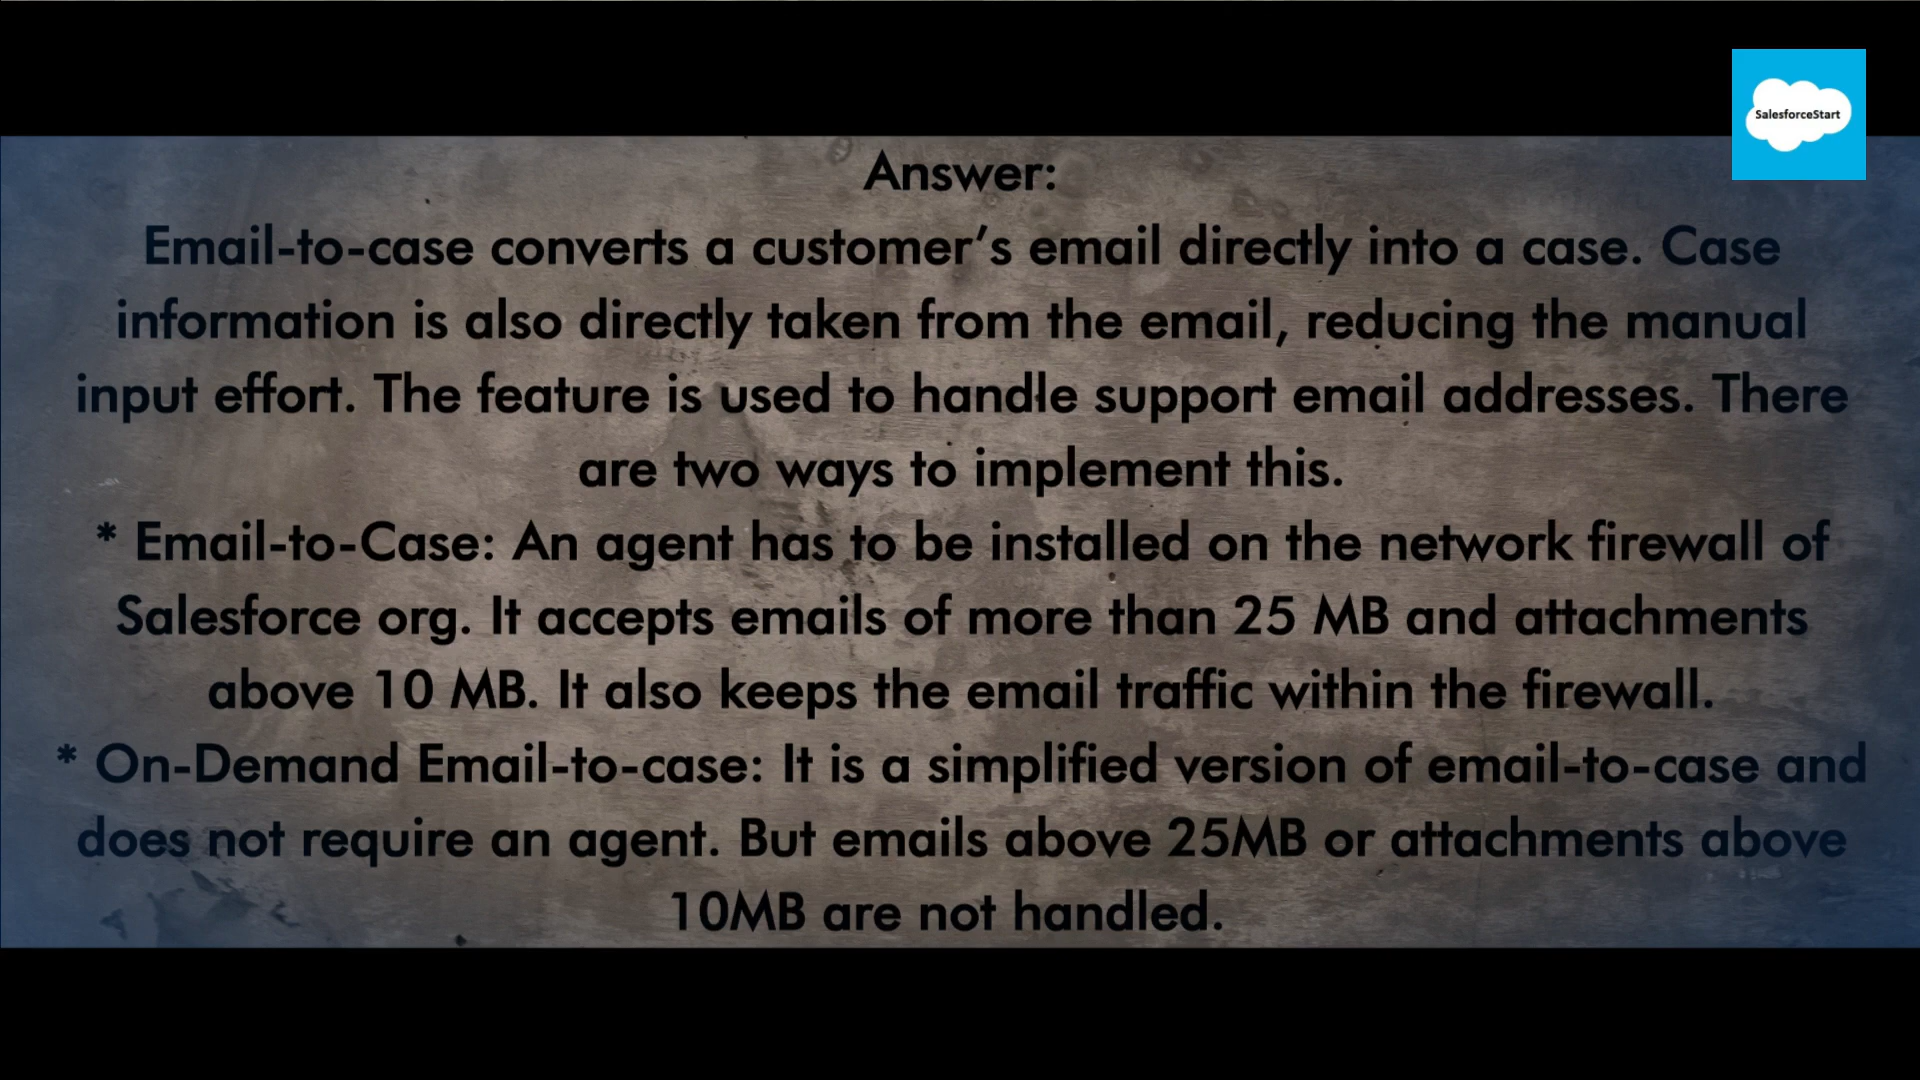 SalesforceStart
Answer:
Email-to-case converts a customer’s email directly into a case. Case
information is also directly taken from the email, reducing the manual
input effort. The feature is used to handle support email addresses. There
are two ways to implement this.
* Email-to-Case: An agent has to be installed on the network firewall of
Salesforce org. It accepts emails of more than 25 MB and attachments
above 10 MB. It also keeps the email traffic within the firewall.
* On-Demand Email-to-case: It is a simplified version of email-to-case and
does not require an agent. But emails above 25MB or attachments above
10MB are not handled.